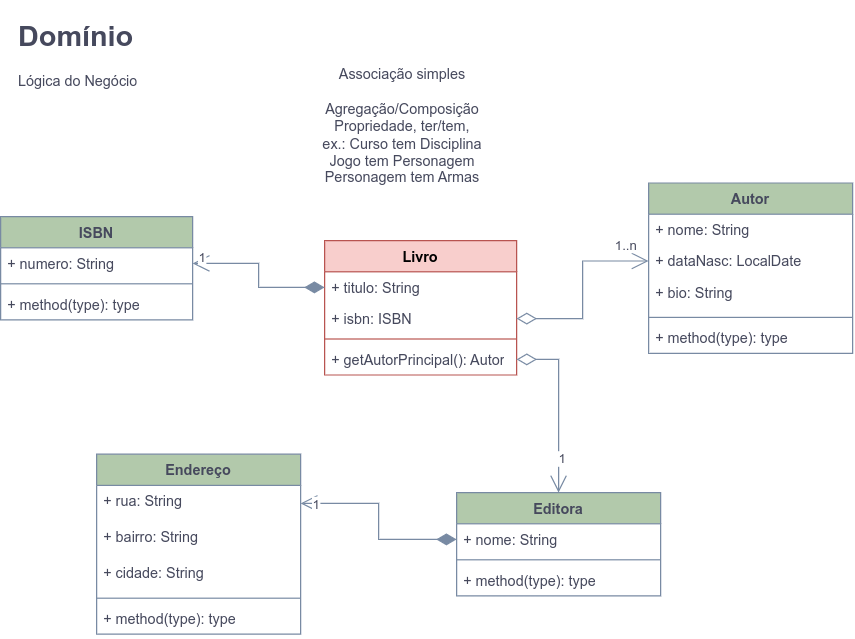 Domínio
Lógica do Negócio
Associação simples
Agregação/Composição
Propriedade, ter/tem,
ex.: Curso tem Disciplina
Jogo tem Personagem
Personagem tem Armas
ISBN
+ numero: String
+ method(type): type
1
Livro
+ titulo: String
+ isbn: ISBN
+ getAutorPrincipal(): Autor
1..n
Autor
+ nome: String
+ dataNasc: LocalDate
+ bio: String
+ method(type): type
1
Endereço
+ rua: String
+ bairro: String
+ cidade: String
+ method(type): type
1
Editora
+ nome: String
+ method(type): type